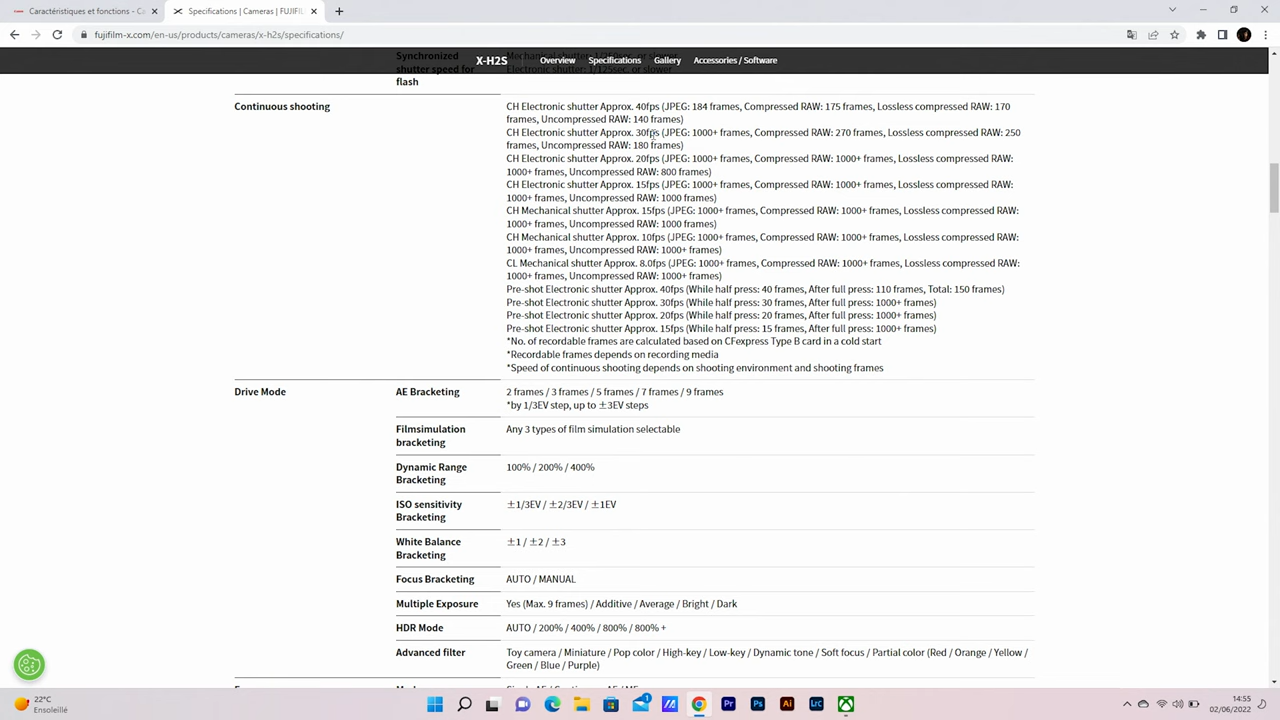 Caractéristiques et fonctions - Ca
Specifications | Cameras | FUJIFIL
fujifilm-x.com/en-us/products/cameras/x-h2s/specifications/
X-H2S
Overview
Specifications
Gallery
Accessories / Software
Synchronized
shutter speed for
flash
Mechanical shutter: 1/250sec. or slower
Electronic shutter: 1/125sec. or slower
Continuous shooting
CH Electronic shutter Approx. 40fps (JPEG: 184 frames, Compressed RAW: 175 frames, Lossless compressed RAW: 170
frames, Uncompressed RAW: 140 frames)
CH Electronic shutter Approx. 30fps (JPEG: 1000+ frames, Compressed RAW: 270 frames, Lossless compressed RAW: 250
frames, Uncompressed RAW: 180 frames)
CH Electronic shutter Approx. 20fps (JPEG: 1000+ frames, Compressed RAW: 1000+ frames, Lossless compressed RAW:
1000+ frames, Uncompressed RAW: 800 frames)
CH Electronic shutter Approx. 15fps (JPEG: 1000+ frames, Compressed RAW: 1000+ frames, Lossless compressed RAW:
1000+ frames, Uncompressed RAW: 1000 frames)
CH Mechanical shutter Approx. 15fps (JPEG: 1000+ frames, Compressed RAW: 1000+ frames, Lossless compressed RAW:
1000+ frames, Uncompressed RAW: 1000 frames)
CH Mechanical shutter Approx. 10fps (JPEG: 1000+ frames, Compressed RAW: 1000+ frames, Lossless compressed RAW:
1000+ frames, Uncompressed RAW: 1000+ frames)
CL Mechanical shutter Approx. 8.0fps (JPEG: 1000+ frames, Compressed RAW: 1000+ frames, Lossless compressed RAW:
1000+ frames, Uncompressed RAW: 1000+ frames)
Pre-shot Electronic shutter Approx. 40fps (While half press: 40 frames, After full press: 110 frames, Total: 150 frames)
Pre-shot Electronic shutter Approx. 30fps (While half press: 30 frames, After full press: 1000+ frames)
Pre-shot Electronic shutter Approx. 20fps (While half press: 20 frames, After full press: 1000+ frames)
Pre-shot Electronic shutter Approx. 15fps (While half press: 15 frames, After full press: 1000+ frames)
*No. of recordable frames are calculated based on CFexpress Type B card in a cold start
*Recordable frames depends on recording media
*Speed of continuous shooting depends on shooting environment and shooting frames
Drive Mode
AE Bracketing
2 frames / 3 frames / 5 frames / 7 frames / 9 frames
*by 1/3EV step, up to ±3EV steps
Filmsimulation
bracketing
Any 3 types of film simulation selectable
Dynamic Range
Bracketing
100% / 200% / 400%
ISO sensitivity
Bracketing
±1/3EV / ±2/3EV / ±1EV
White Balance
Bracketing
±1 / ±2 / ±3
Focus Bracketing
AUTO / MANUAL
Multiple Exposure
Yes (Max. 9 frames) / Additive / Average / Bright / Dark
HDR Mode
AUTO / 200% / 400% / 800% / 800% +
Advanced filter
Toy camera / Miniature / Pop color / High-key / Low-key / Dynamic tone / Soft focus / Partial color (Red / Orange / Yellow /
Green / Blue / Purple)
22°C
Ensoleillé
1
Pr
Ps
Ai
Lrc
14:55
02/06/2022